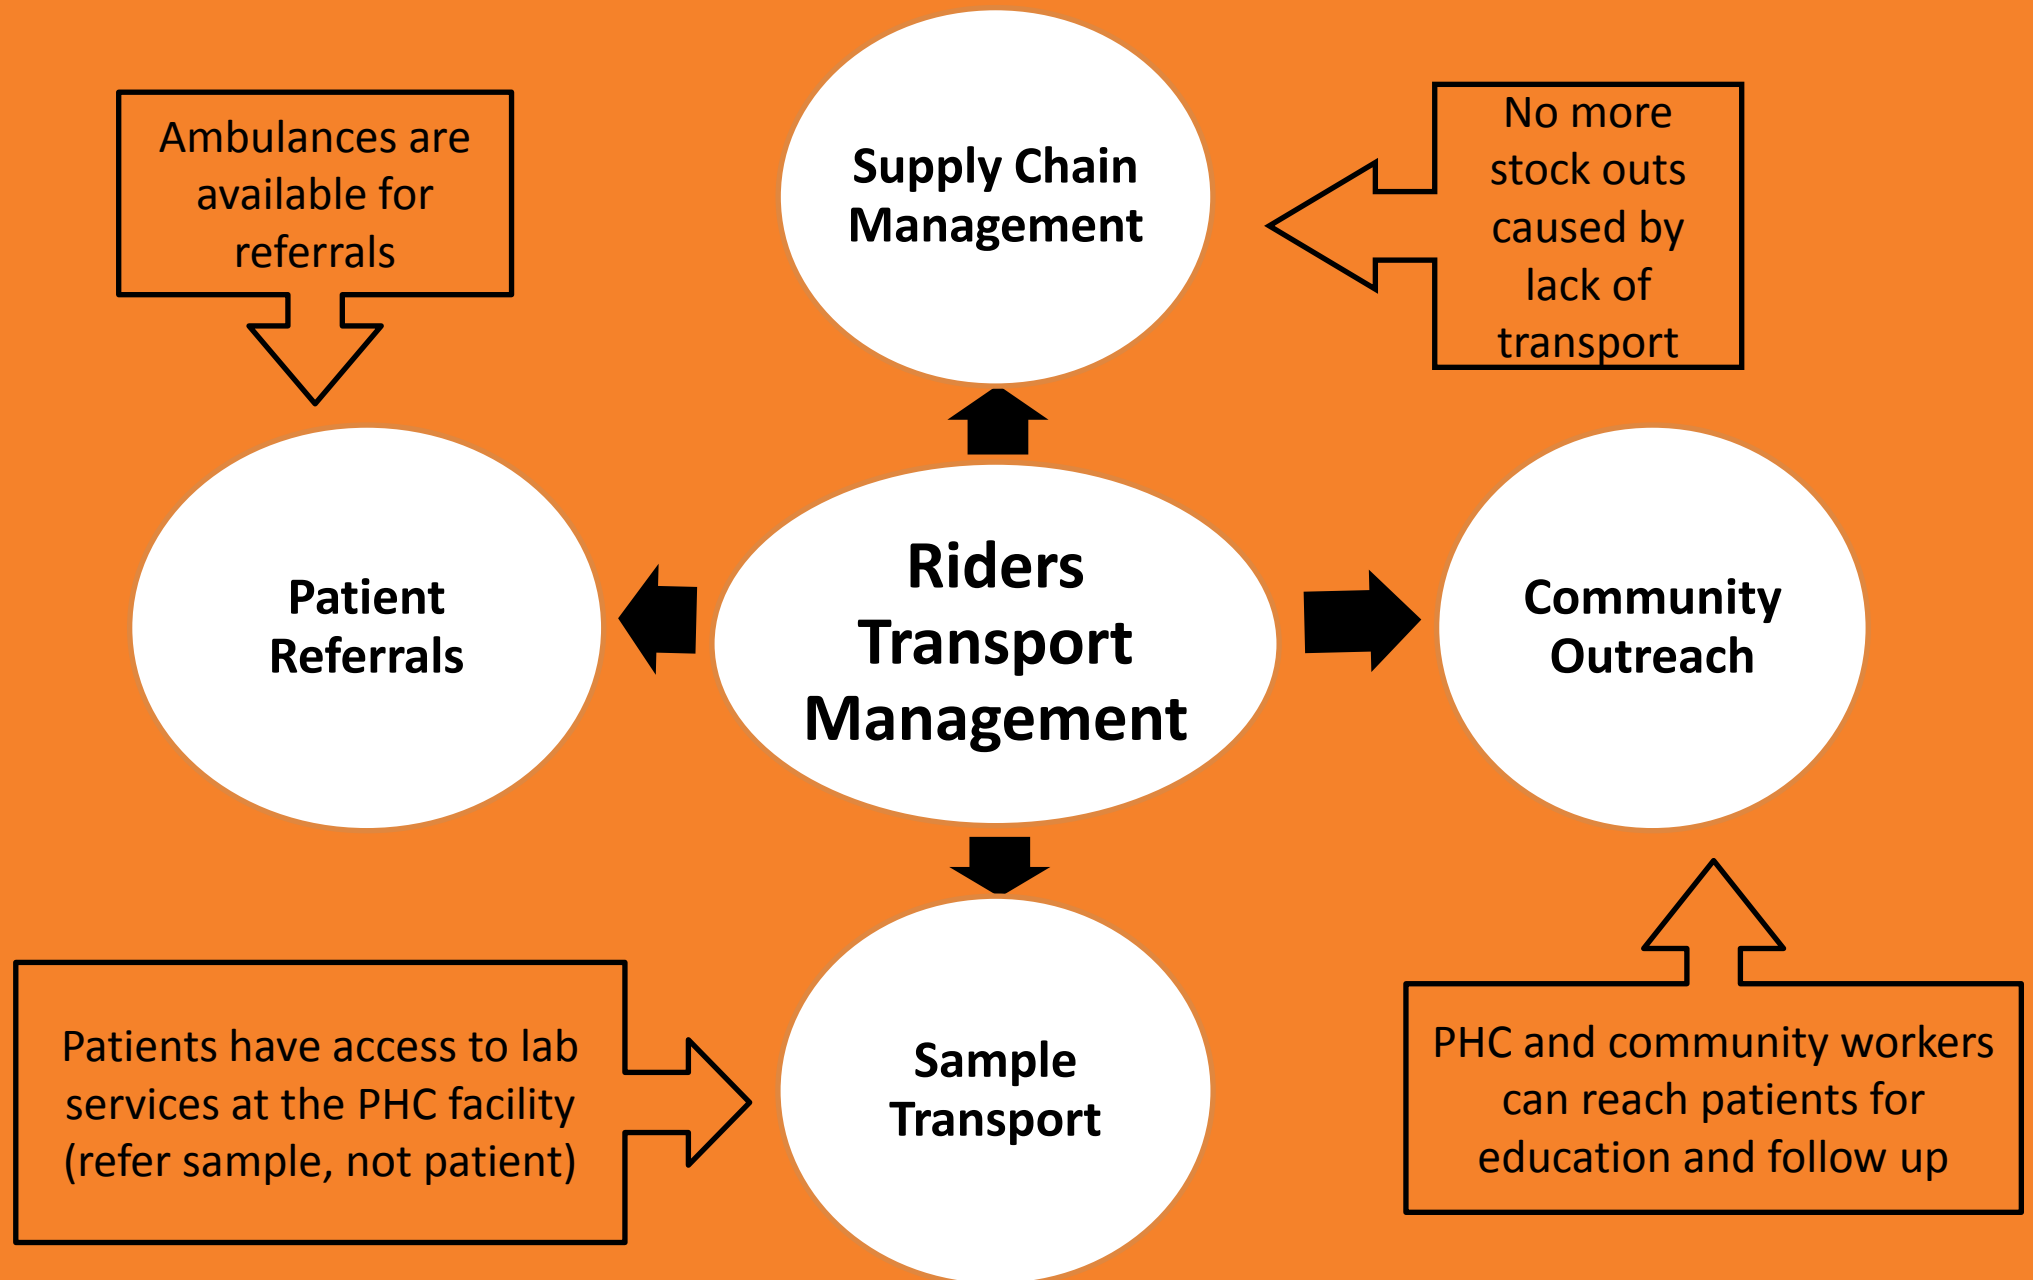 Supply Chain
Management
Ambulances are
available for
referrals
No more
stock outs
caused by
lack of
transport
Patient
Referrals
Riders
Transport
Management
Community
Outreach
Patients have access to lab
services at the PHC facility
(refer sample, not patient)
Sample
Transport
PHC and community workers
can reach patients for
education and follow up